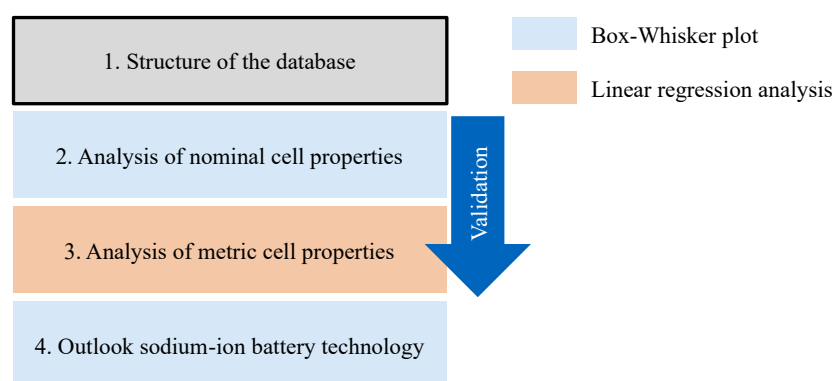 1. Structure of the database
2. Analysis of nominal cell properties
3. Analysis of metric cell properties
4. Outlook sodium-ion battery technology
Validation
Box-Whisker plot
Linear regression analysis